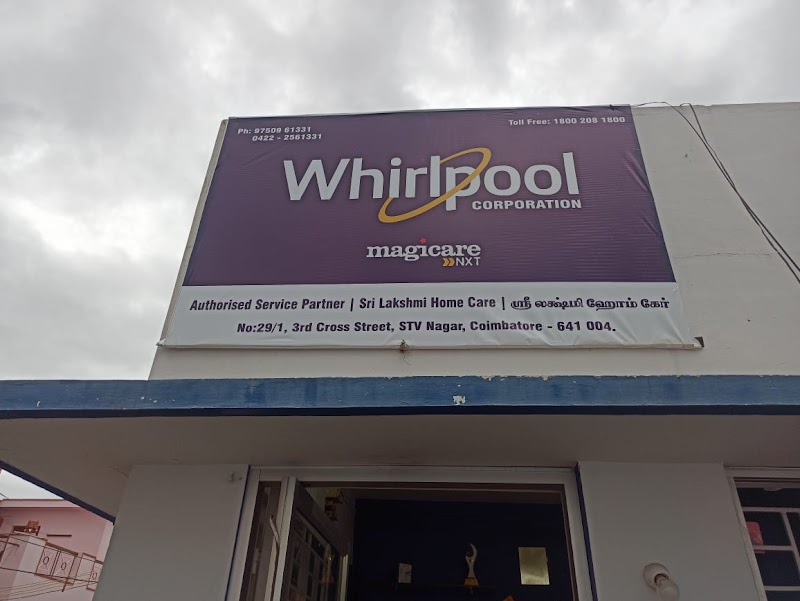 Ph: 97509 61331
0422 - 2561331
Toll Free: 1800 208 1800
Whirlpool
CORPORATION
magicare
NXT
Authorised Service Partner | Sri Lakshmi Home Care | ஸ்ரீ லக்ஷ்மி ஹோம் கேர்
No:29/1, 3rd Cross Street, STV Nagar, Coimbatore - 641 004.